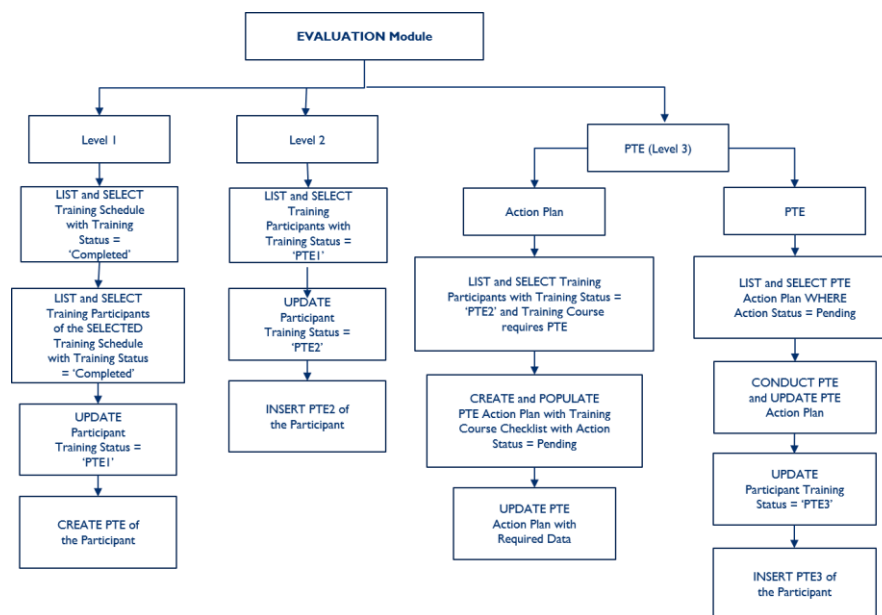 EVALUATION Module
Level 1
LIST and SELECT
Training Schedule
with Training
Status =
‘Completed’
LIST and SELECT
Training Participants
of the SELECTED
Training Schedule
with Training Status
= ‘Completed’
UPDATE
Participant
Training Status =
‘PTE1’
CREATE PTE of
the Participant
Level 2
LIST and SELECT
Training
Participants with
Training Status =
‘PTE1’
UPDATE
Participant
Training Status =
‘PTE2’
INSERT PTE2 of
the Participant
PTE (Level 3)
Action Plan
LIST and SELECT Training
Participants with Training Status =
‘PTE2’ and Training Course
requires PTE
CREATE and POPULATE
PTE Action Plan with Training
Course Checklist with Action
Status = Pending
UPDATE PTE
Action Plan with
Required Data
PTE
LIST and SELECT PTE
Action Plan WHERE
Action Status = Pending
CONDUCT PTE
and UPDATE PTE
Action Plan
UPDATE
Participant Training
Status = ‘PTE3’
INSERT PTE3 of
the Participant